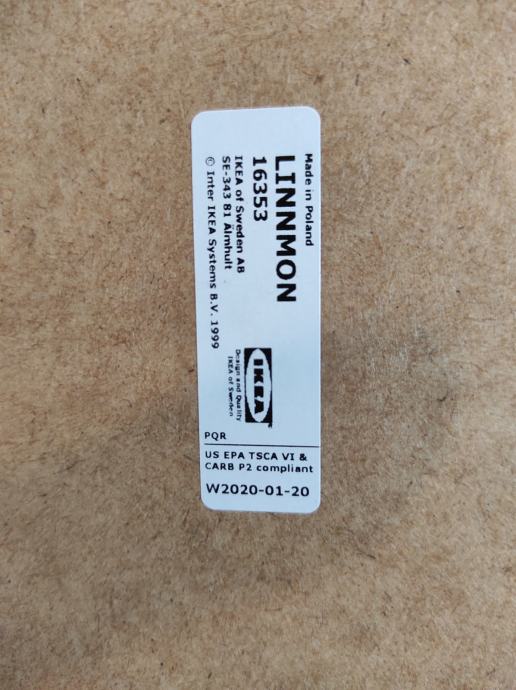 Made in Poland
LINNMON
16353
IKEA of Sweden AB
SE-343 81 Älmhult
© Inter IKEA Systems B.V. 1999
IKEA
Design and Quality
IKEA of Sweden
PQR
US EPA TSCA VI &
CARB P2 compliant
W2020-01-20